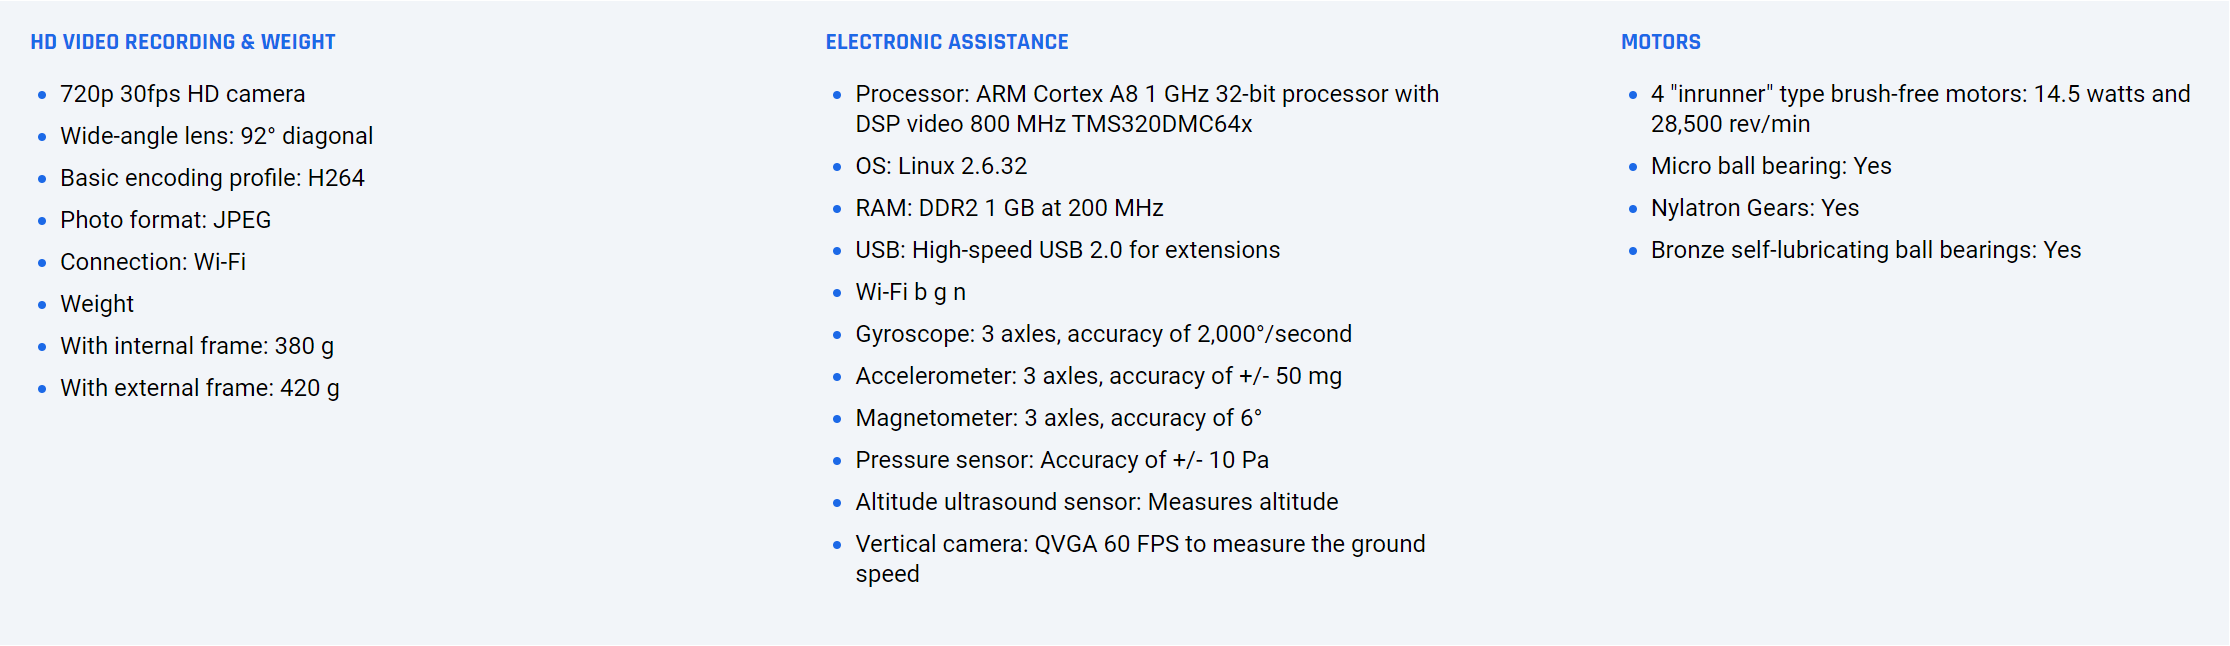 HD VIDEO RECORDING & WEIGHT
720p 30fps HD camera
Wide-angle lens: 92° diagonal
Basic encoding profile: H264
Photo format: JPEG
Connection: Wi-Fi
Weight
With internal frame: 380 g
With external frame: 420 g
ELECTRONIC ASSISTANCE
Processor: ARM Cortex A8 1 GHz 32-bit processor with
DSP video 800 MHz TMS320DMC64x
OS: Linux 2.6.32
RAM: DDR2 1 GB at 200 MHz
USB: High-speed USB 2.0 for extensions
Wi-Fi b g n
Gyroscope: 3 axles, accuracy of 2,000°/second
Accelerometer: 3 axles, accuracy of +/- 50 mg
Magnetometer: 3 axles, accuracy of 6°
Pressure sensor: Accuracy of +/- 10 Pa
Altitude ultrasound sensor: Measures altitude
Vertical camera: QVGA 60 FPS to measure the ground
speed
MOTORS
4 "inrunner" type brush-free motors: 14.5 watts and
28,500 rev/min
Micro ball bearing: Yes
Nylatron Gears: Yes
Bronze self-lubricating ball bearings: Yes